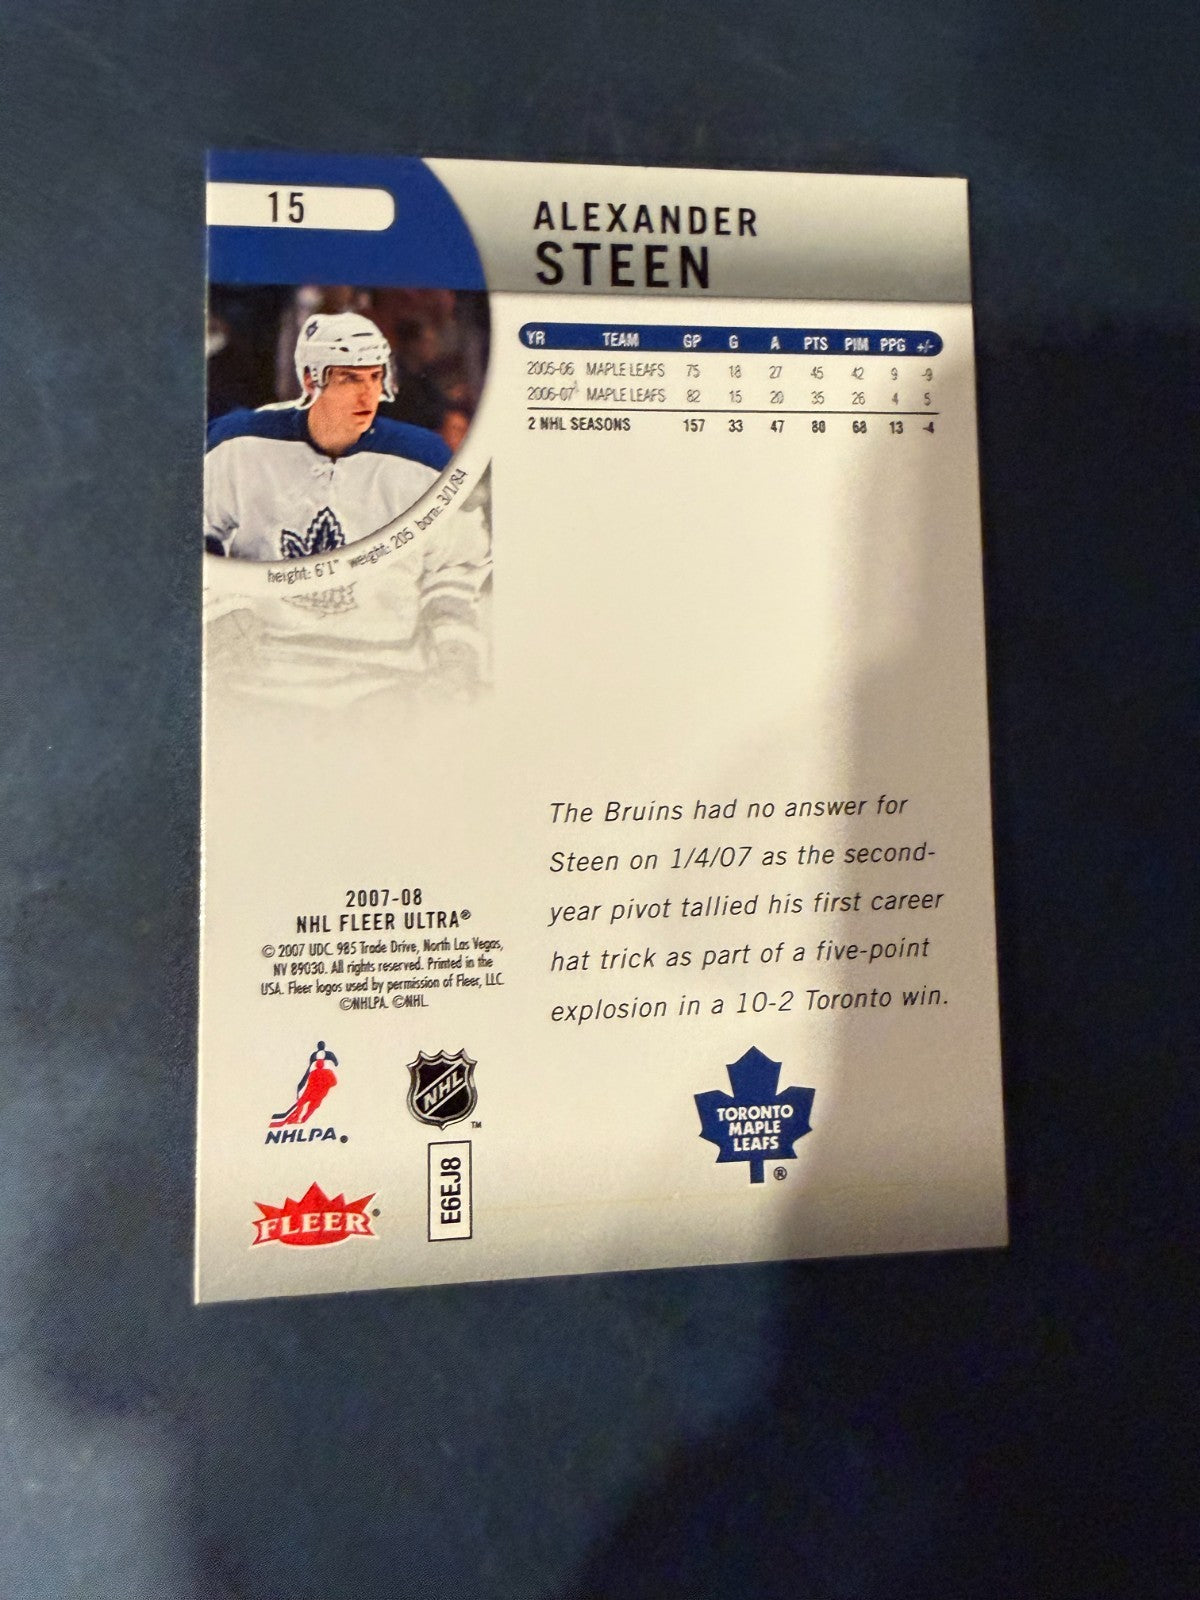 15
ALEXANDER
STEEN
YR TEAM GP G A PTS PIM PPG +/-
2005-06 MAPLE LEAFS 75 18 27 45 42 9 -9
2006-07 MAPLE LEAFS 82 15 20 35 26 4 5
2 NHL SEASONS 157 33 47 80 68 13 -4
height: 6'1" weight: 205 born: 3/1/84
The Bruins had no answer for
Steen on 1/4/07 as the second-
year pivot tallied his first career
hat trick as part of a five-point
explosion in a 10-2 Toronto win.
2007-08
NHL FLEER ULTRA®
© 2007 UDC. 985 Trade Drive, North Las Vegas,
NV 89030. All rights reserved. Printed in the
USA. Fleer logos used by permission of Fleer, LLC.
©NHLPA. ©NHL.
NHLPA®
NHL™
TORONTO
MAPLE
LEAFS
®
FLEER®
E6EJ8